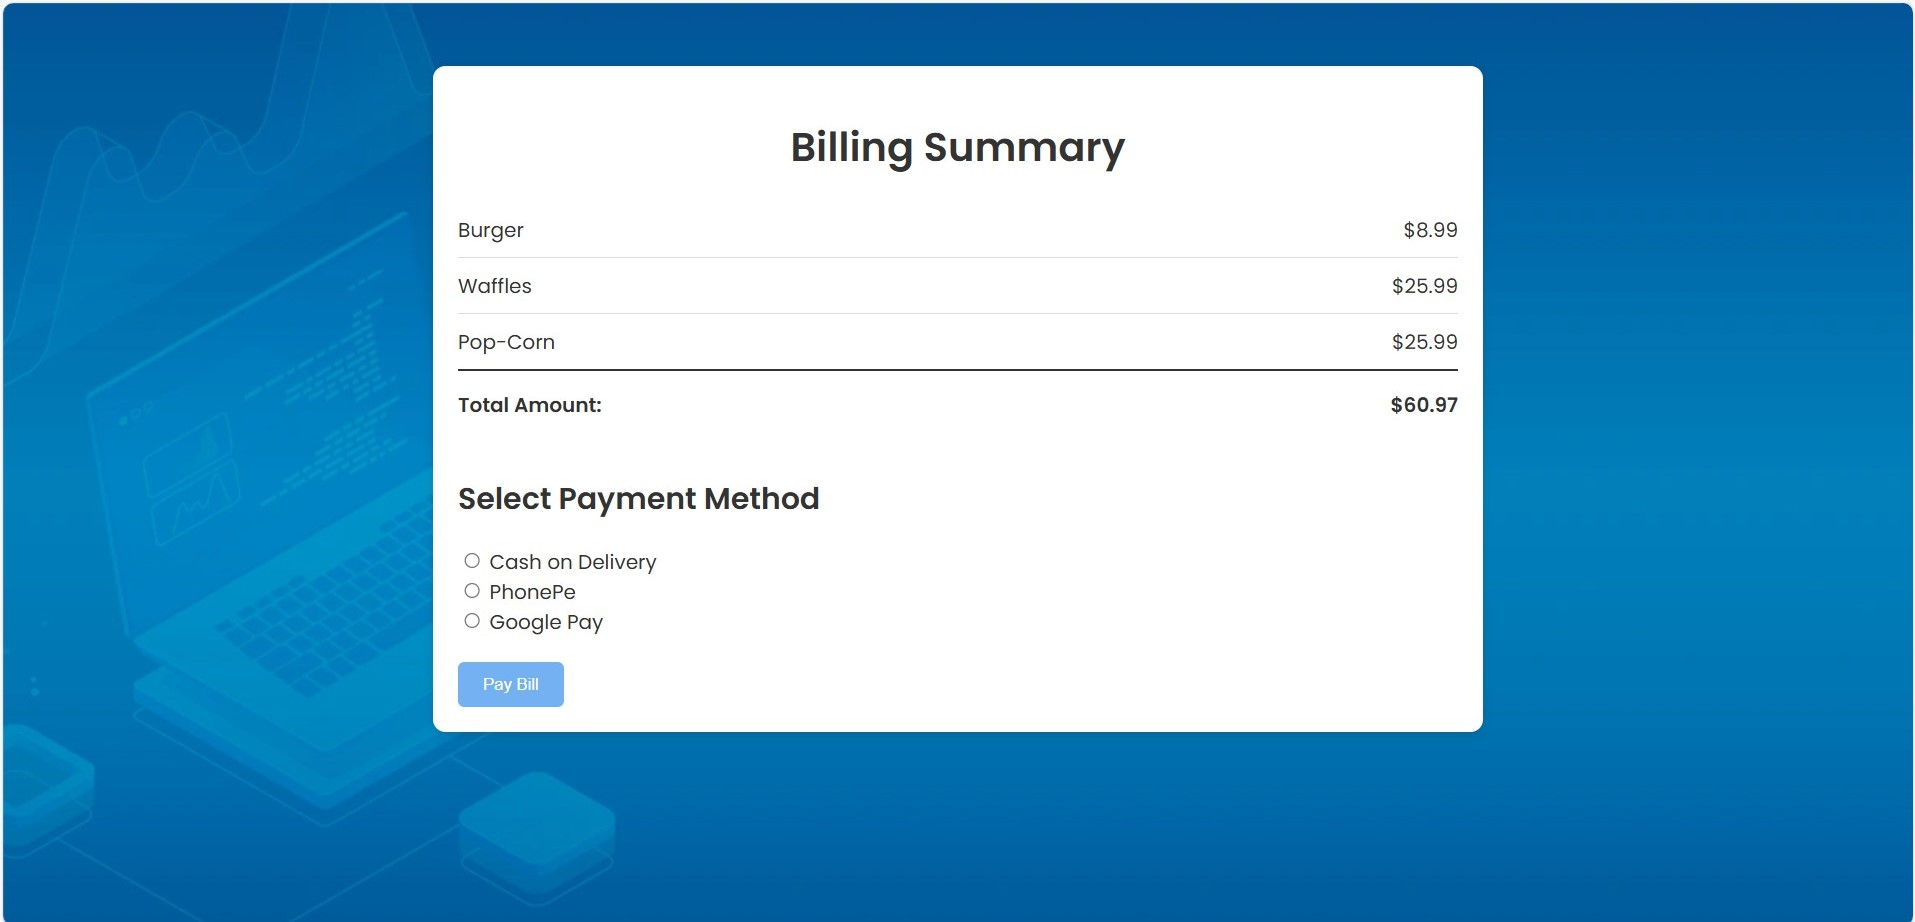 Billing Summary
Burger $8.99
Waffles $25.99
Pop-Corn $25.99
Total Amount: $60.97
Select Payment Method
Cash on Delivery
PhonePe
Google Pay
Pay Bill